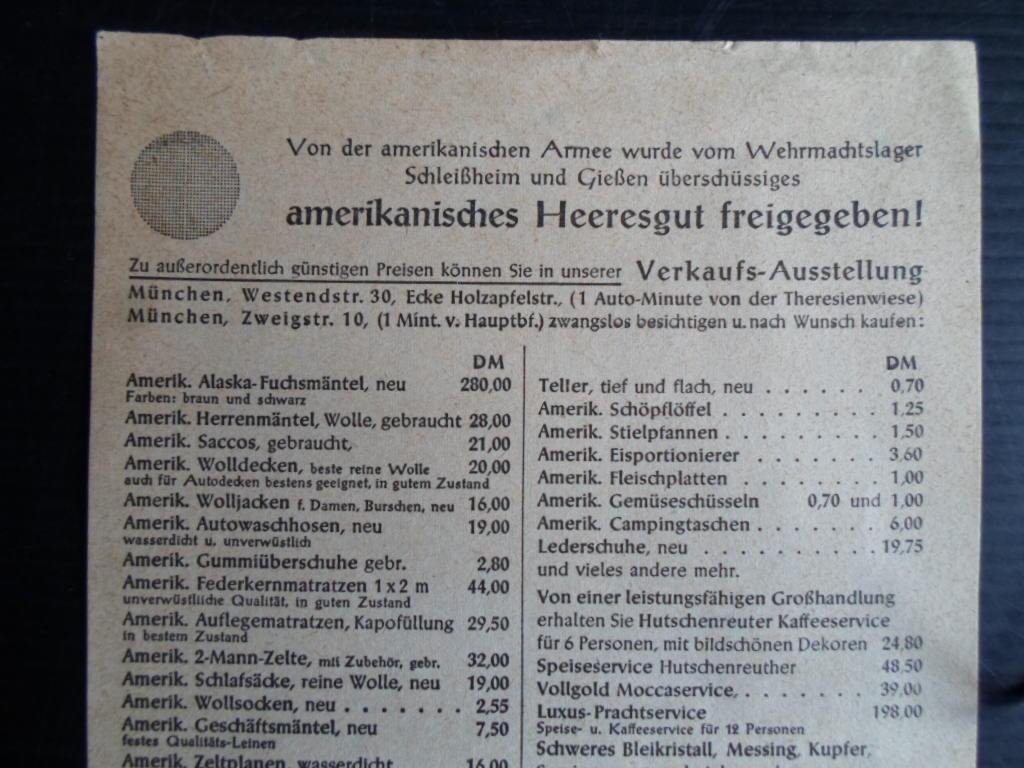 Von der amerikanischen Armee wurde vom Wehrmachtslager
Schleißheim und Gießen überschüssiges
amerikanisches Heeresgut freigegeben!
Zu außerordentlich günstigen Preisen können Sie in unserer Verkaufs-Ausstellung
München, Westendstr. 30, Ecke Holzapfelstr., (1 Auto-Minute von der Theresienwiese)
München, Zweigstr. 10, (1 Mint. v. Hauptbf.) zwangslos besichtigen u. nach Wunsch kaufen:
DM
Amerik. Alaska-Fuchsmäntel, neu 280,00
Farben: braun und schwarz
Amerik. Herrenmäntel, Wolle, gebraucht 28,00
Amerik. Saccos, gebraucht, 21,00
Amerik. Wolldecken, beste reine Wolle 20,00
auch für Autodecken bestens geeignet, in gutem Zustand
Amerik. Wolljacken f. Damen, Burschen, neu 16,00
Amerik. Autowaschhosen, neu 19,00
wasserdicht u. unverwüstlich
Amerik. Gummiüberschuhe gebr. 2,80
Amerik. Federkernmatratzen 1x2 m 44,00
unverwüstliche Qualität, in guten Zustand
Amerik. Auflegematratzen, Kapofüllung 29,50
in bestem Zustand
Amerik. 2-Mann-Zelte, mit Zubehör, gebr. 32,00
Amerik. Schlafsäcke, reine Wolle, neu 19,00
Amerik. Wollsocken, neu . . . . . . . 2,55
Amerik. Geschäftsmäntel, neu 7,50
festes Qualitäts-Leinen
Amerik. Zeltplanen, wasserdicht 16,00
DM
Teller, tief und flach, neu . . . . . . 0,70
Amerik. Schöpflöffel . . . . . . . . . 1,25
Amerik. Stielpfannen . . . . . . . . . 1,50
Amerik. Eisportionierer . . . . . . . 3,60
Amerik. Fleischplatten . . . . . . . . 1,00
Amerik. Gemüseschüsseln 0,70 und 1,00
Amerik. Campingtaschen . . . . . . . 6,00
Lederschuhe, neu . . . . . . . . . . 19,75
und vieles andere mehr.
Von einer leistungsfähigen Großhandlung
erhalten Sie Hutschenreuter Kaffeeservice
für 6 Personen, mit bildschönen Dekoren 24,80
Speiseservice Hutschenreuther 48,50
Vollgold Moccaservice, . . . . . . . . 39,00
Luxus-Prachtservice 198,00
Speise- u. Kaffeeservice für 12 Personen
Schweres Bleikristall, Messing, Kupfer,